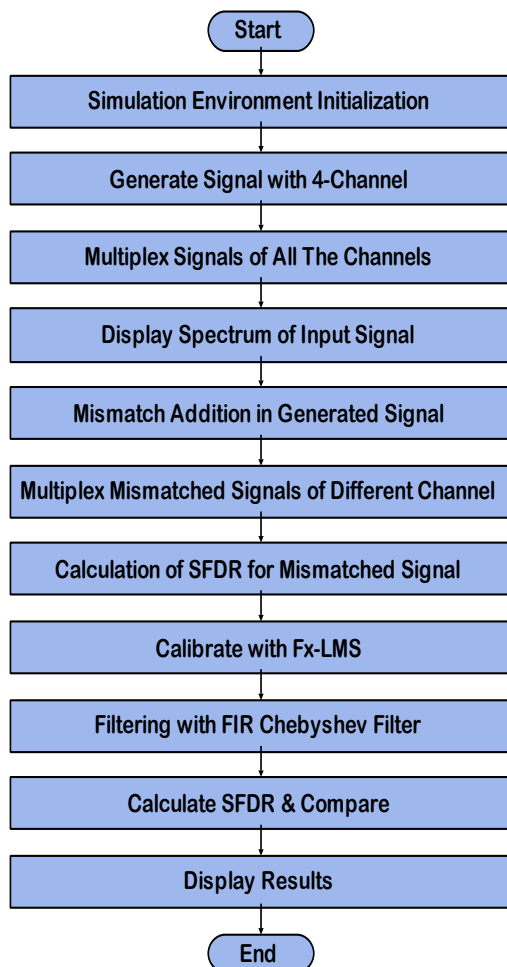 Start
Simulation Environment Initialization
Generate Signal with 4-Channel
Multiplex Signals of All The Channels
Display Spectrum of Input Signal
Mismatch Addition in Generated Signal
Multiplex Mismatched Signals of Different Channel
Calculation of SFDR for Mismatched Signal
Calibrate with Fx-LMS
Filtering with FIR Chebyshev Filter
Calculate SFDR & Compare
Display Results
End